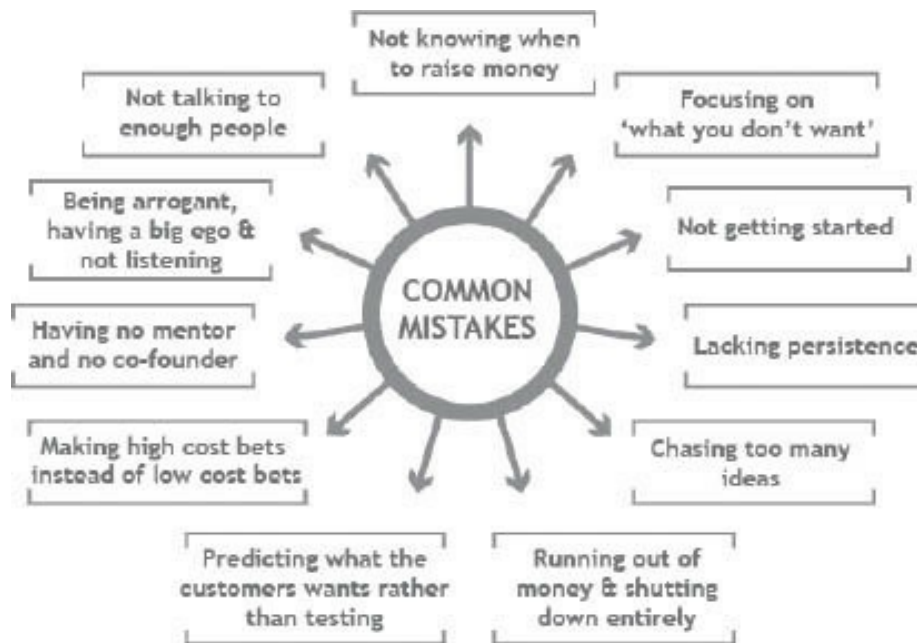 Not knowing when
to raise money
Focusing on
‘what you don’t want’
Not getting started
Lacking persistence
Chasing too many
ideas
Running out of
money & shutting
down entirely
Predicting what the
customers wants rather
than testing
Making high cost bets
instead of low cost bets
Having no mentor
and no co-founder
Being arrogant,
having a big ego &
not listening
Not talking to
enough people
COMMON
MISTAKES